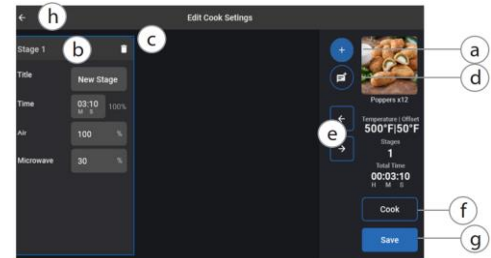 h
Edit Cook Setings
Stage 1
b
c
a
Title
New Stage
d
Poppers x12
Time
03:10
M S
100%
e
Temperature | Offset
500°F|50°F
Stages
1
Air
100 %
Total Time
00:03:10
H M S
Microwave
30 %
Cook
f
Save
g